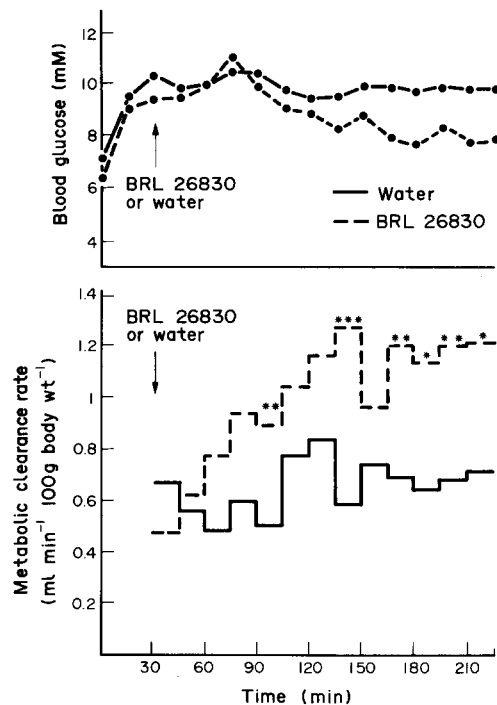 Blood glucose (mM)
12
10
8
6
4
BRL 26830
or water
Water
BRL 26830
Metabolic clearance rate
(ml min⁻¹ 100g body wt⁻¹)
1.4
1.2
1
0.8
0.6
0.4
0.2
BRL 26830
or water
**
***
**
*
**
*
30 60 90 120 150 180 210
Time (min)